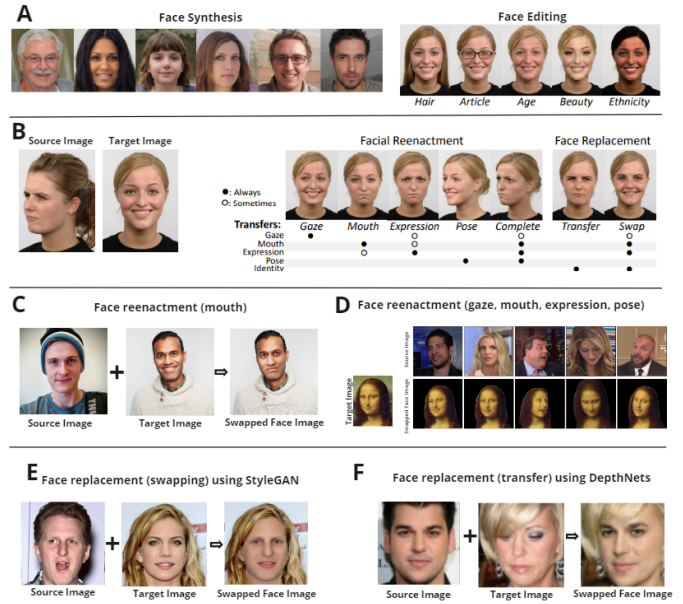 A
Face Synthesis
Face Editing
Hair Article Age Beauty Ethnicity
B
Source Image Target Image
Facial Reenactment Face Replacement
●: Always
○: Sometimes
Transfers: Gaze Mouth Expression Pose Complete Transfer Swap
Gaze
Mouth
Expression
Pose
Identity
C
Face reenactment (mouth)
+
⇨
Source Image Target Image Swapped Face Image
D
Face reenactment (gaze, mouth, expression, pose)
Source Image
Target Image
Swapped Face Image
E
Face replacement (swapping) using StyleGAN
+
⇨
Source Image Target Image Swapped Face Image
F
Face replacement (transfer) using DepthNets
+
⇨
Source Image Target Image Swapped Face Image